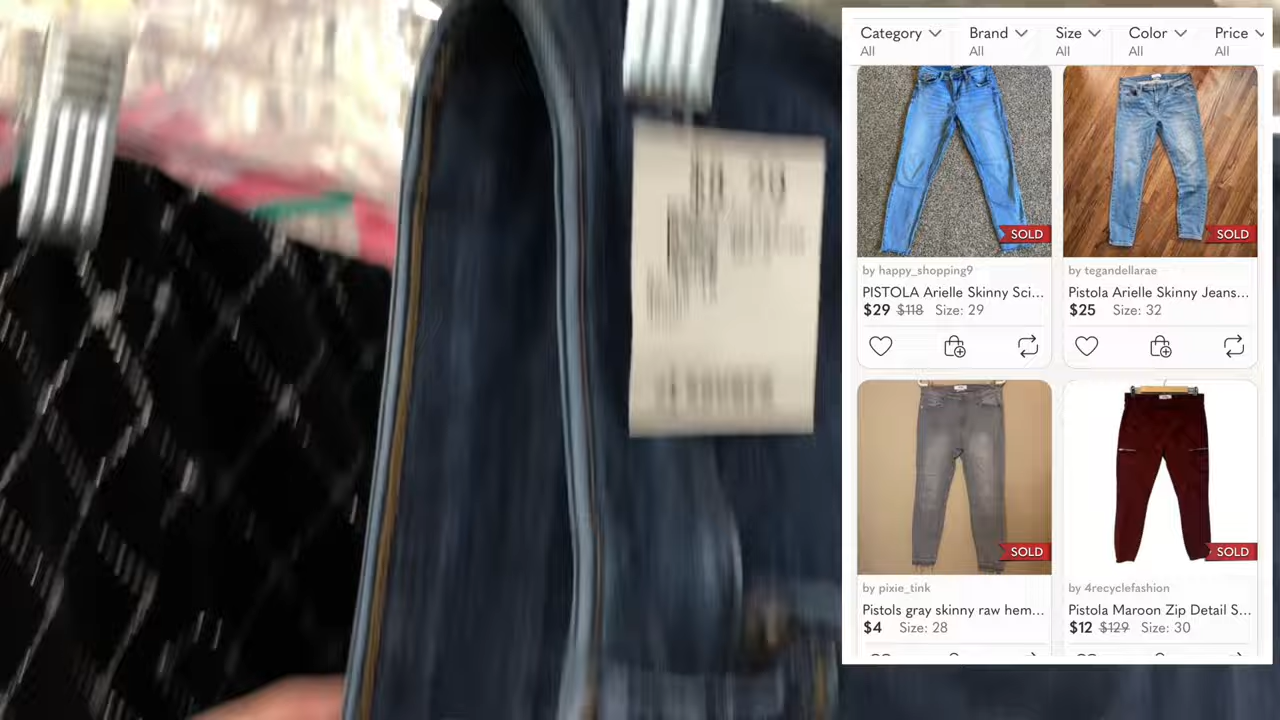 Category Brand Size Color Price
All All All All All
SOLD SOLD
by happy_shopping9 by tegandellarae
PISTOLA Arielle Skinny Sci... Pistola Arielle Skinny Jeans...
$29 $118 Size: 29 $25 Size: 32
SOLD SOLD
by pixie_tink by 4recyclefashion
Pistols gray skinny raw hem... Pistola Maroon Zip Detail S...
$4 Size: 28 $12 $129 Size: 30